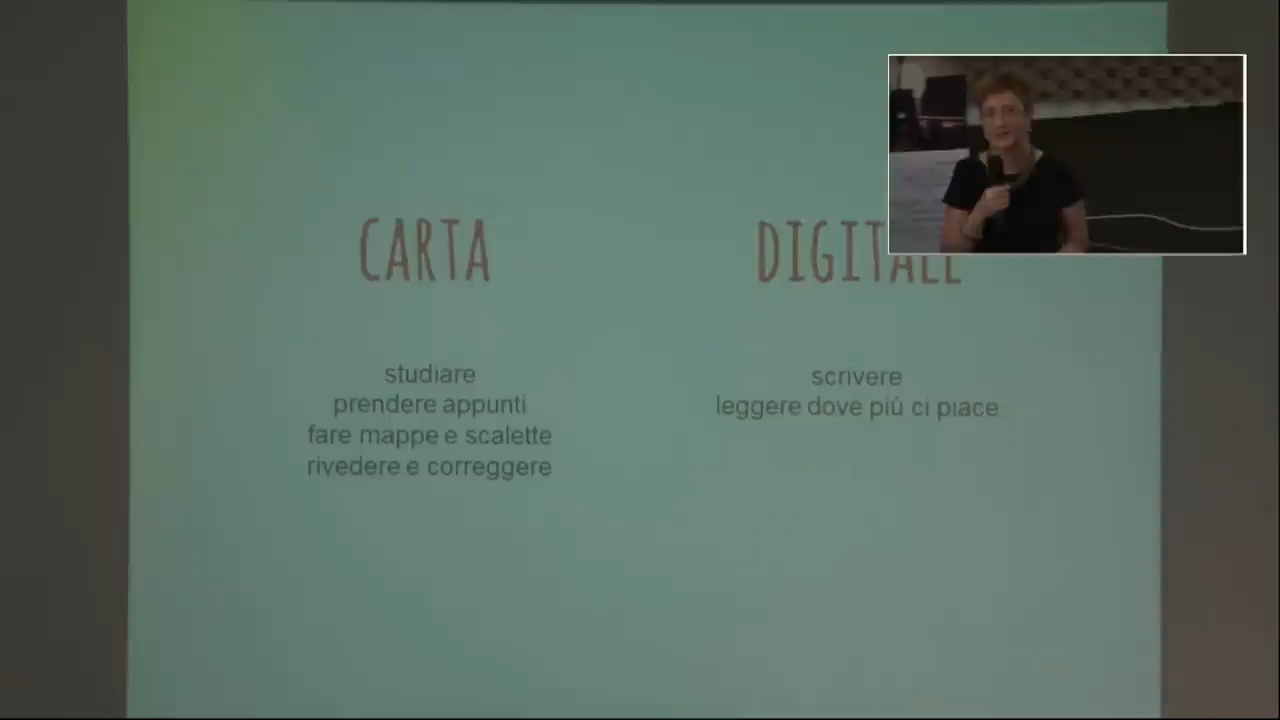 CARTA
studiare
prendere appunti
fare mappe e scalette
rivedere e correggere
DIGITALE
scrivere
leggere dove più ci piace